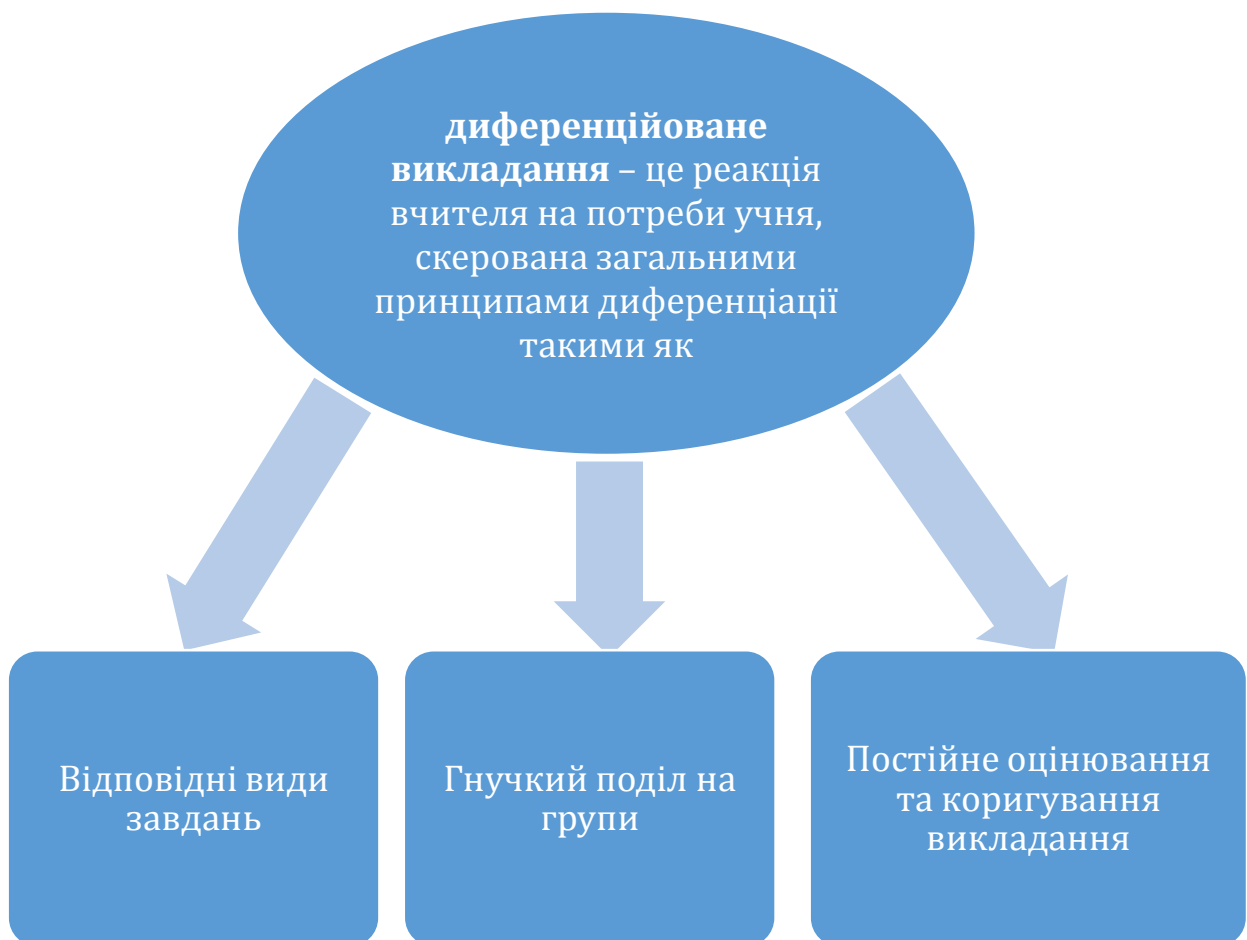 диференційоване
викладання – це реакція
вчителя на потреби учня,
скерована загальними
принципами диференціації
такими як
Відповідні види
завдань
Гнучкий поділ на
групи
Постійне оцінювання
та коригування
викладання